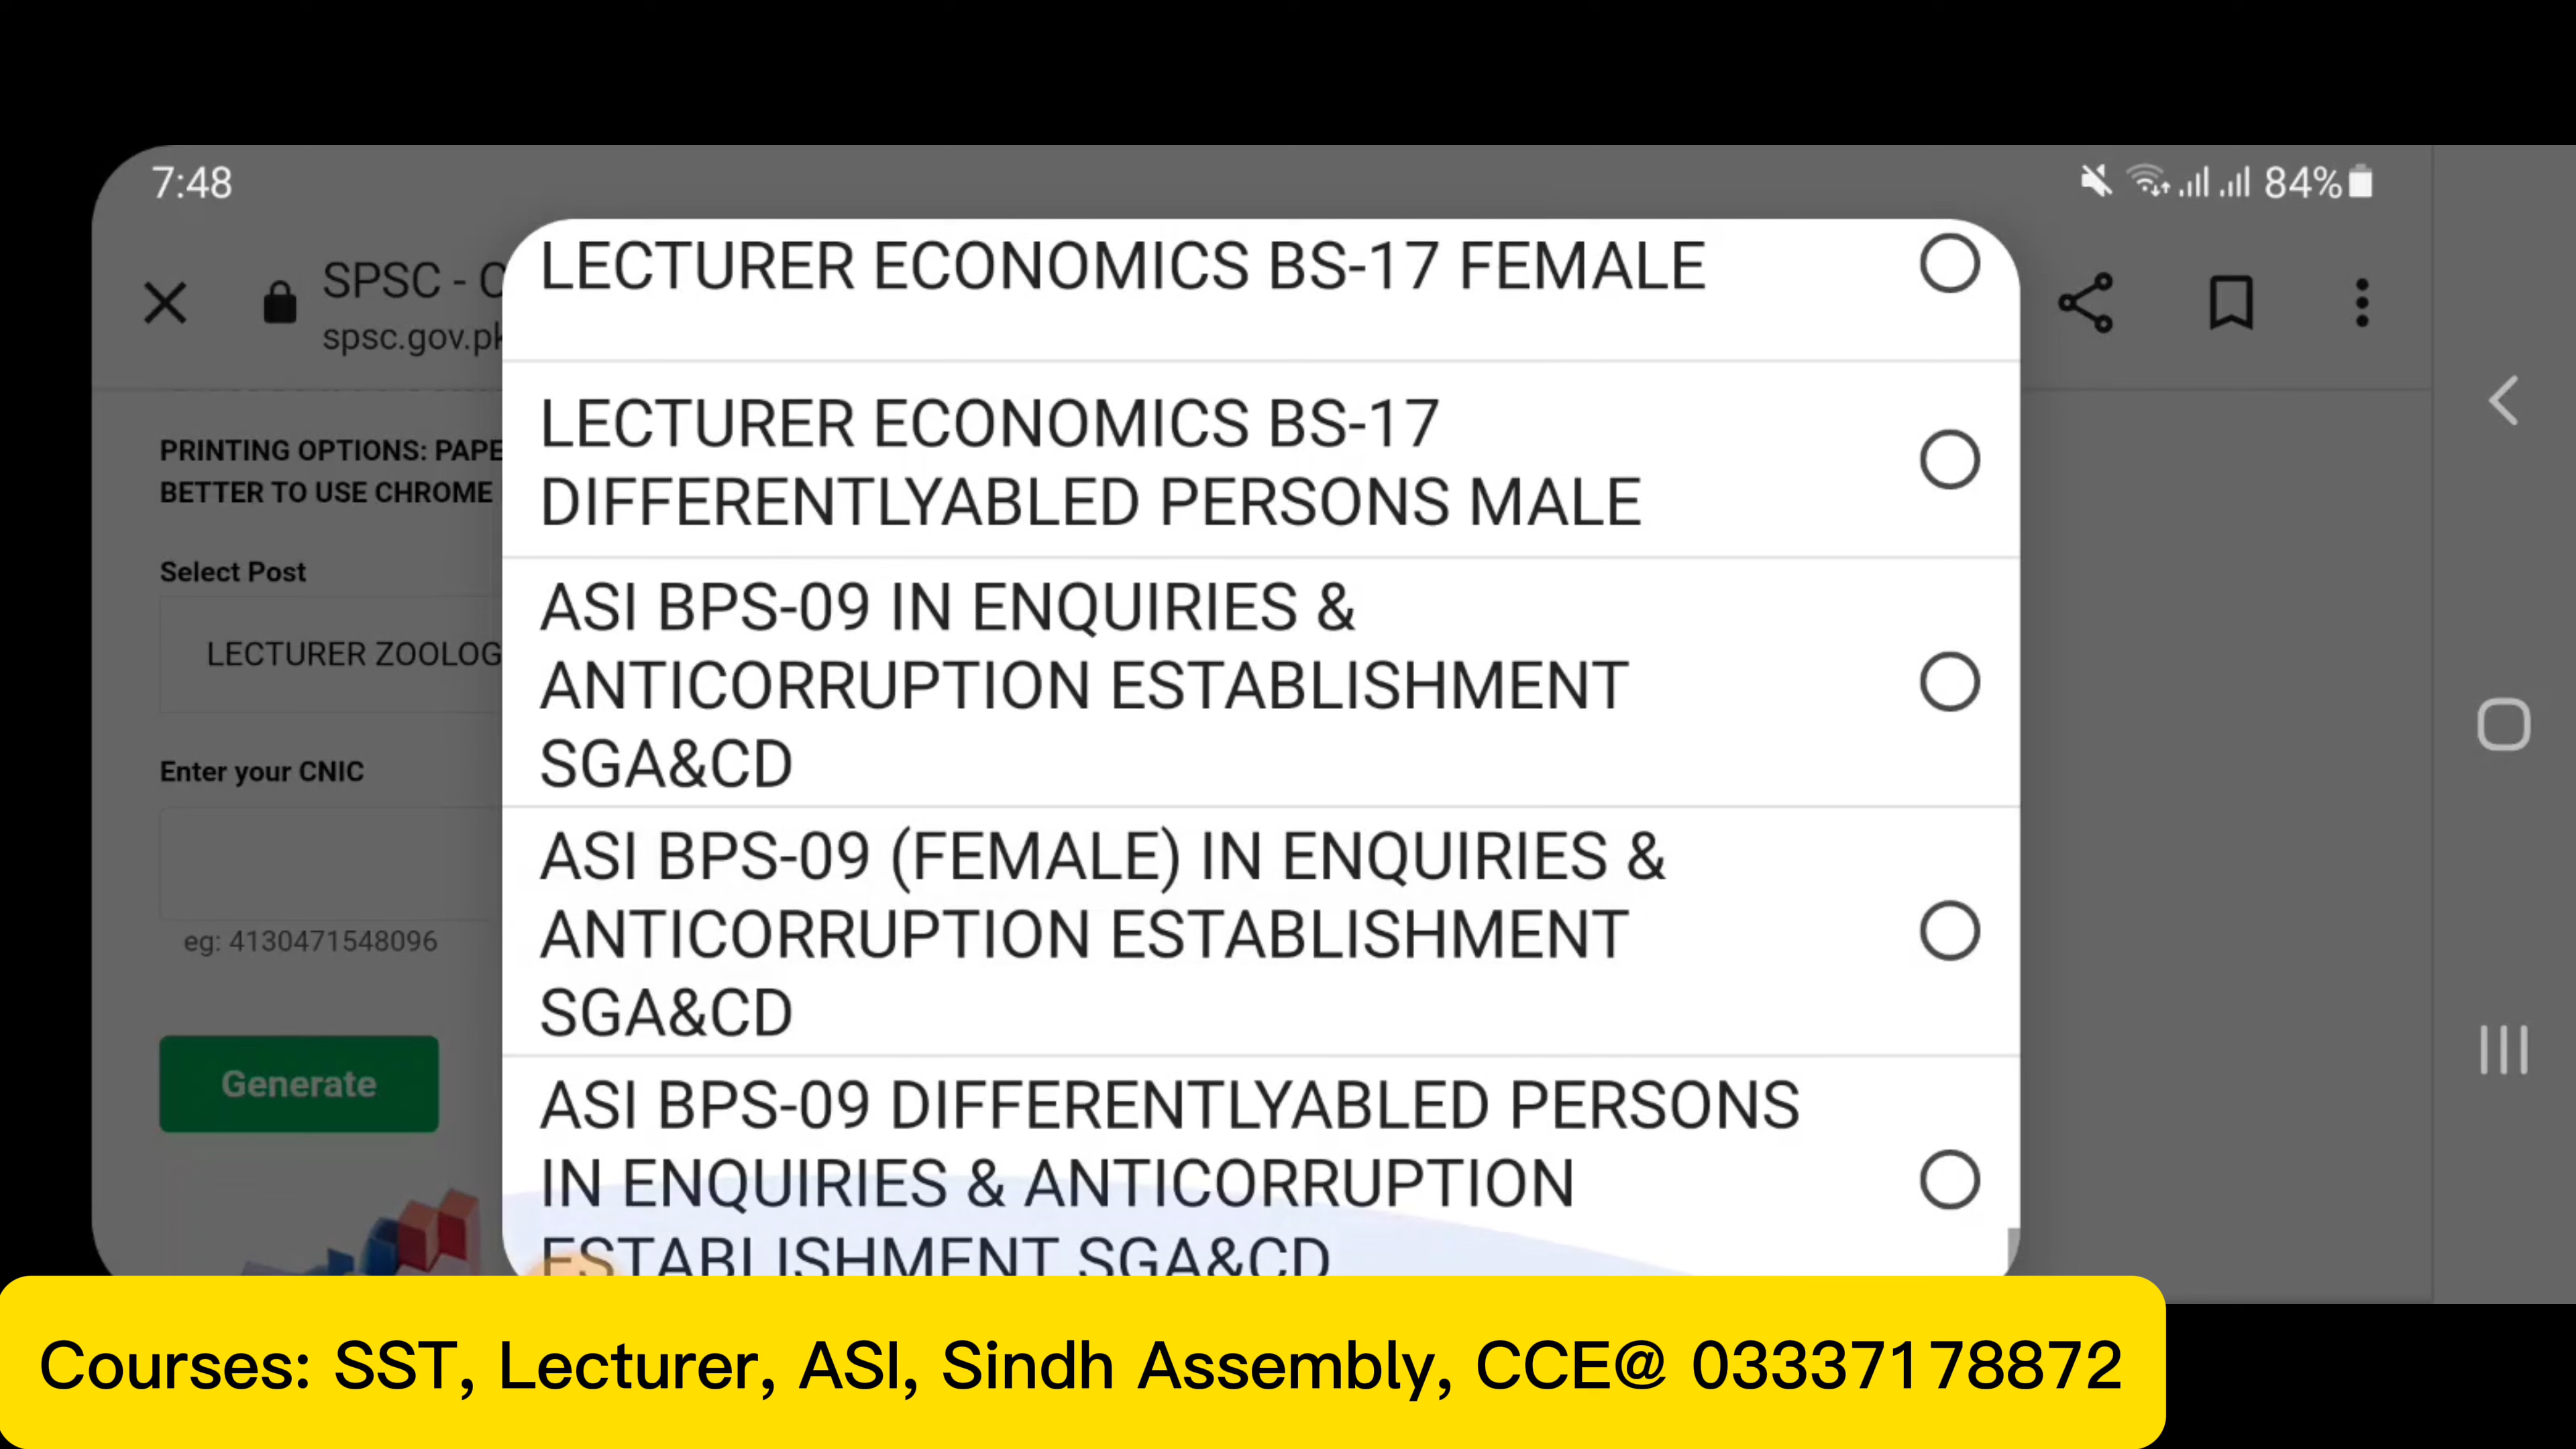 7:48
84%
SPSC - C
spsc.gov.pk
PRINTING OPTIONS: PAPE
BETTER TO USE CHROME
Select Post
LECTURER ZOOLOG
Enter your CNIC
eg: 4130471548096
Generate
LECTURER ECONOMICS BS-17 FEMALE
LECTURER ECONOMICS BS-17
DIFFERENTLYABLED PERSONS MALE
ASI BPS-09 IN ENQUIRIES &
ANTICORRUPTION ESTABLISHMENT
SGA&CD
ASI BPS-09 (FEMALE) IN ENQUIRIES &
ANTICORRUPTION ESTABLISHMENT
SGA&CD
ASI BPS-09 DIFFERENTLYABLED PERSONS
IN ENQUIRIES & ANTICORRUPTION
ESTABLISHMENT SGA&CD
Courses: SST, Lecturer, ASI, Sindh Assembly, CCE@ 03337178872